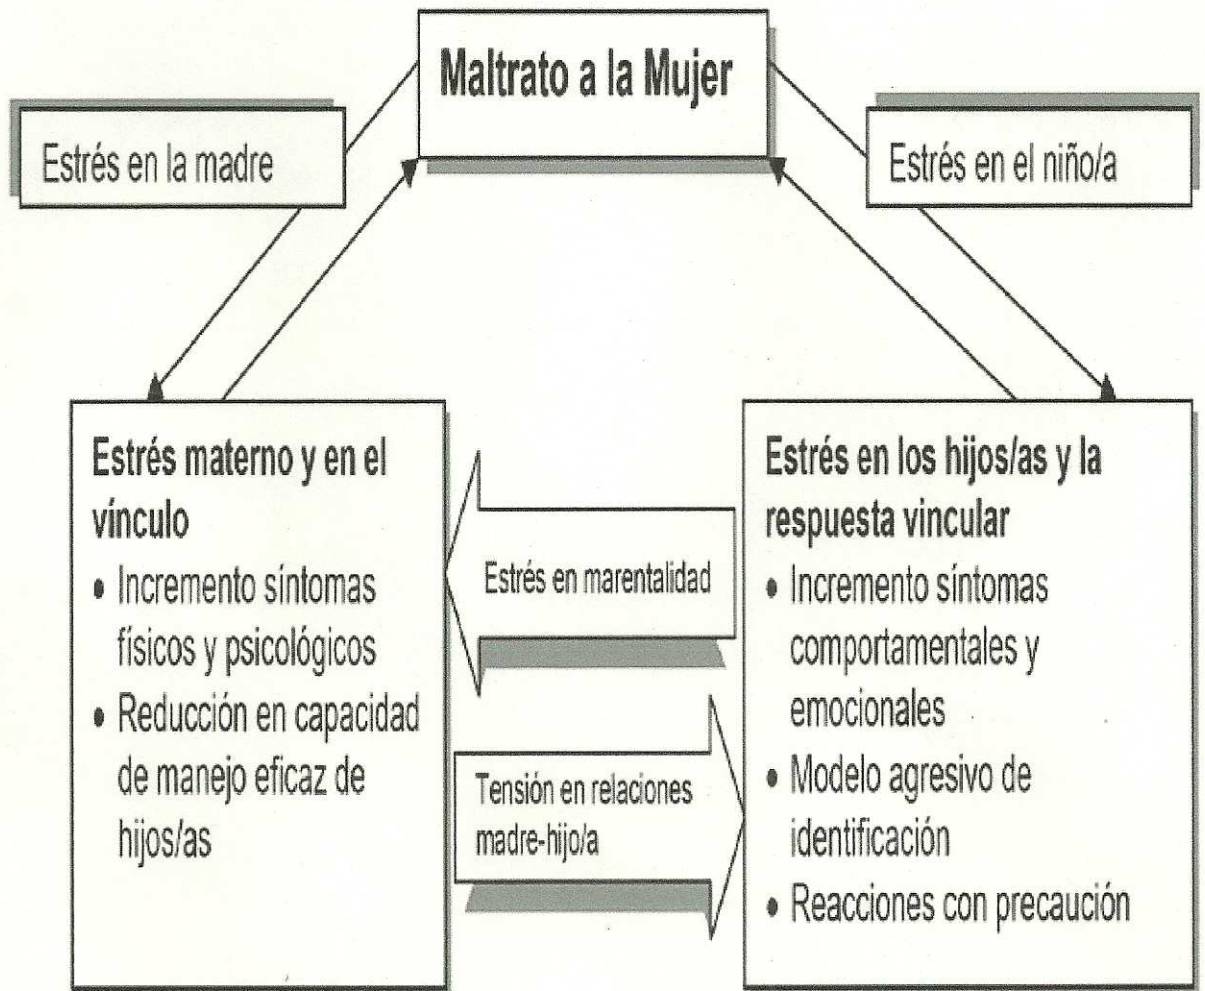 Maltrato a la Mujer
Estrés en la madre
Estrés en el niño/a
Estrés materno y en el
vínculo
• Incremento síntomas
físicos y psicológicos
• Reducción en capacidad
de manejo eficaz de
hijos/as
Estrés en marentalidad
Tensión en relaciones
madre-hijo/a
Estrés en los hijos/as y la
respuesta vincular
• Incremento síntomas
comportamentales y
emocionales
• Modelo agresivo de
identificación
• Reacciones con precaución